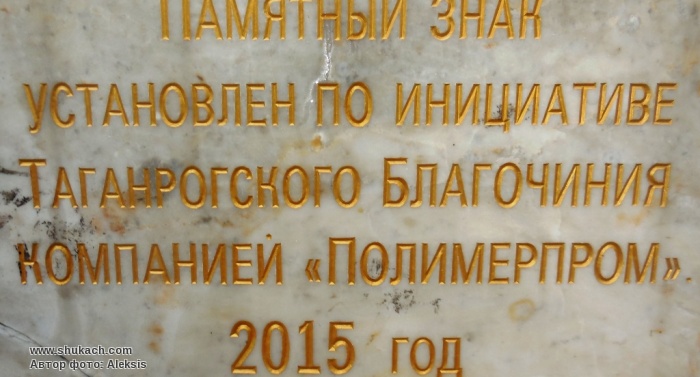 ПАМЯТНЫЙ ЗНАК
УСТАНОВЛЕН ПО ИНИЦИАТИВЕ
ТАГАНРОГСКОГО БЛАГОЧИНИЯ
КОМПАНИЕЙ «ПОЛИМЕРПРОМ».
2015 ГОД
www.shukach.com
Автор фото: Aleksis